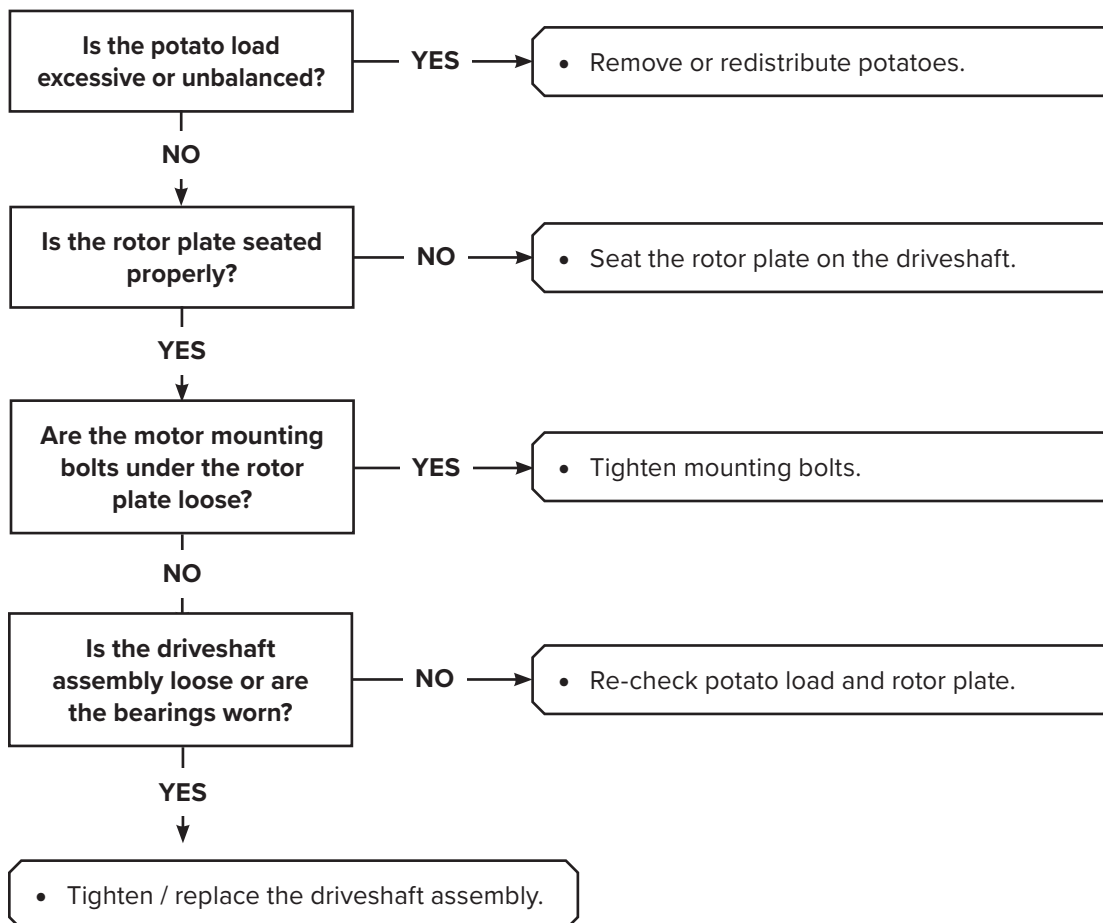 Is the potato load
excessive or unbalanced?
YES
• Remove or redistribute potatoes.
NO
Is the rotor plate seated
properly?
NO
• Seat the rotor plate on the driveshaft.
YES
Are the motor mounting
bolts under the rotor
plate loose?
YES
• Tighten mounting bolts.
NO
Is the driveshaft
assembly loose or are
the bearings worn?
NO
• Re-check potato load and rotor plate.
YES
• Tighten / replace the driveshaft assembly.